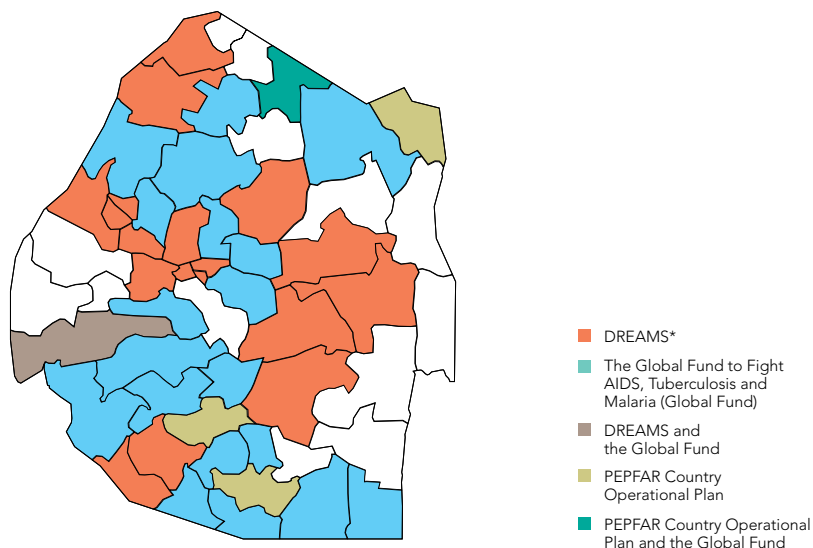 DREAMS*
The Global Fund to Fight
AIDS, Tuberculosis and
Malaria (Global Fund)
DREAMS and
the Global Fund
PEPFAR Country
Operational Plan
PEPFAR Country Operational
Plan and the Global Fund